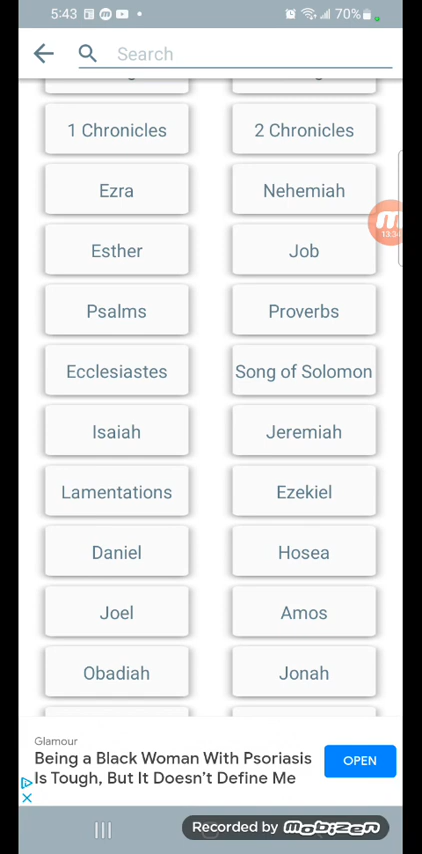 5:43 70%
Search
1 Chronicles 2 Chronicles
Ezra Nehemiah
Esther Job
Psalms Proverbs
Ecclesiastes Song of Solomon
Isaiah Jeremiah
Lamentations Ezekiel
Daniel Hosea
Joel Amos
Obadiah Jonah
Glamour
Being a Black Woman With Psoriasis
Is Tough, But It Doesn't Define Me
OPEN
Recorded by mobizen